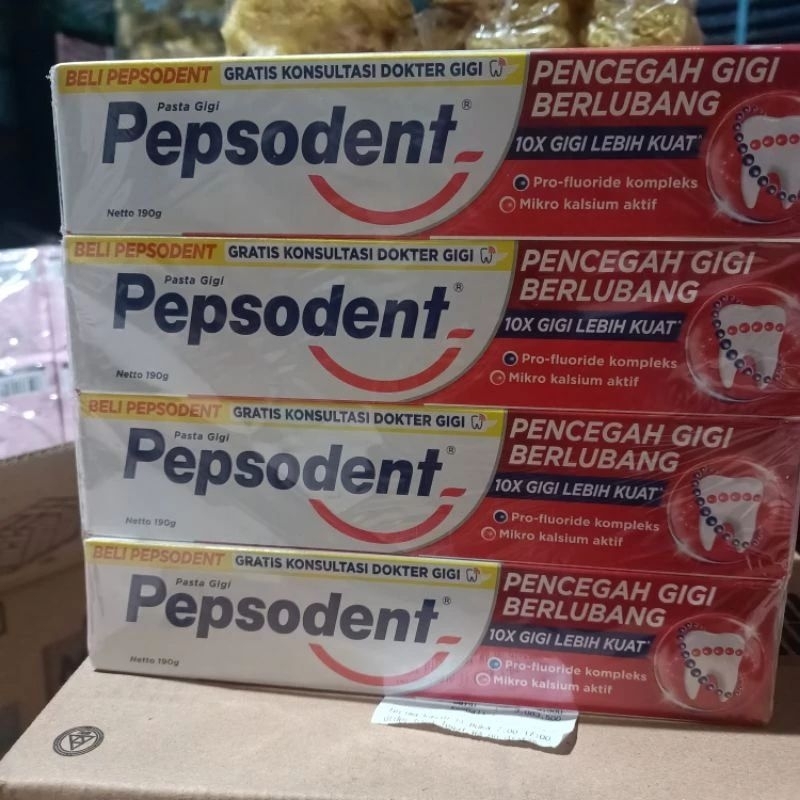 BELI PEPSODENT GRATIS KONSULTASI DOKTER GIGI
Pasta Gigi
Pepsodent®
Netto 190g
PENCEGAH GIGI
BERLUBANG
10X GIGI LEBIH KUAT*
Pro-fluoride kompleks
Mikro kalsium aktif
BELI PEPSODENT GRATIS KONSULTASI DOKTER GIGI
Pasta Gigi
Pepsodent®
Netto 190g
PENCEGAH GIGI
BERLUBANG
10X GIGI LEBIH KUAT*
Pro-fluoride kompleks
Mikro kalsium aktif
BELI PEPSODENT GRATIS KONSULTASI DOKTER GIGI
Pasta Gigi
Pepsodent®
Netto 190g
PENCEGAH GIGI
BERLUBANG
10X GIGI LEBIH KUAT*
Pro-fluoride kompleks
Mikro kalsium aktif
BELI PEPSODENT GRATIS KONSULTASI DOKTER GIGI
Pasta Gigi
Pepsodent®
Netto 190g
PENCEGAH GIGI
BERLUBANG
10X GIGI LEBIH KUAT*
Pro-fluoride kompleks
Mikro kalsium aktif